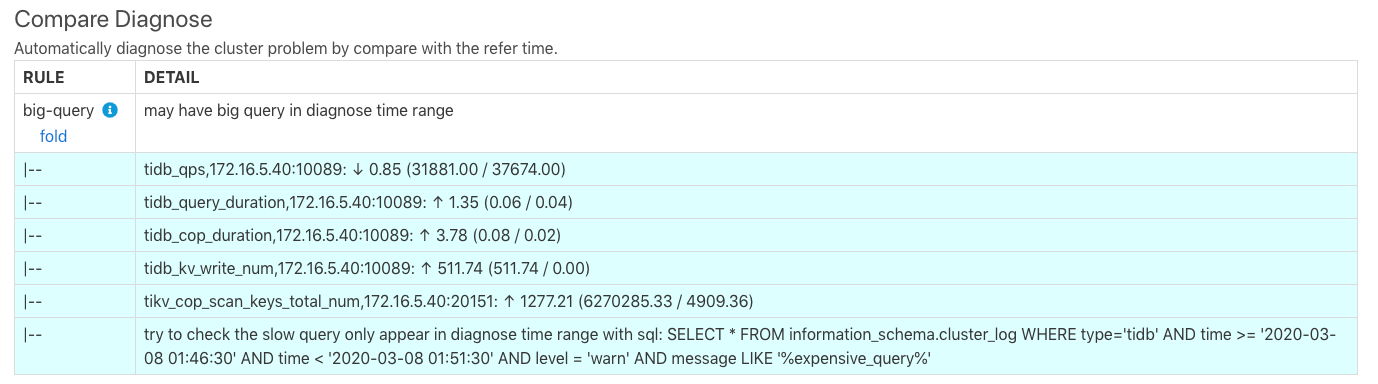 Compare Diagnose
Automatically diagnose the cluster problem by compare with the refer time.
RULE DETAIL
big-query may have big query in diagnose time range
fold
|-- tidb_qps,172.16.5.40:10089: ↓ 0.85 (31881.00 / 37674.00)
|-- tidb_query_duration,172.16.5.40:10089: ↑ 1.35 (0.06 / 0.04)
|-- tidb_cop_duration,172.16.5.40:10089: ↑ 3.78 (0.08 / 0.02)
|-- tidb_kv_write_num,172.16.5.40:10089: ↑ 511.74 (511.74 / 0.00)
|-- tikv_cop_scan_keys_total_num,172.16.5.40:20151: ↑ 1277.21 (6270285.33 / 4909.36)
|-- try to check the slow query only appear in diagnose time range with sql: SELECT * FROM information_schema.cluster_log WHERE type='tidb' AND time >= '2020-03-
08 01:46:30' AND time < '2020-03-08 01:51:30' AND level = 'warn' AND message LIKE '%expensive_query%'